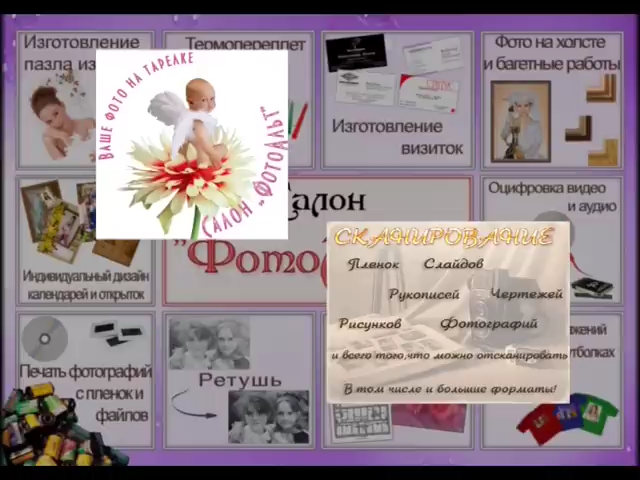 Изготовление
пазла из
Термопереплет
Изготовление
визиток
Фото на холсте
и багетные работы
ВАШЕ ФОТО НА ТАРЕЛКЕ
САЛОН „ФОТОАЛЬТ"
Салон
"Фото
Индивидуальный дизайн
календарей и открыток
Оцифровка видео
и аудио
СКАНИРОВАНИЕ
Пленок Слайдов
Рукописей Чертежей
Рисунков Фотографий
и всего того,что можно отсканировать
В том числе и большие форматы!
Печать фотографий
с пленок и
файлов
Ретушь